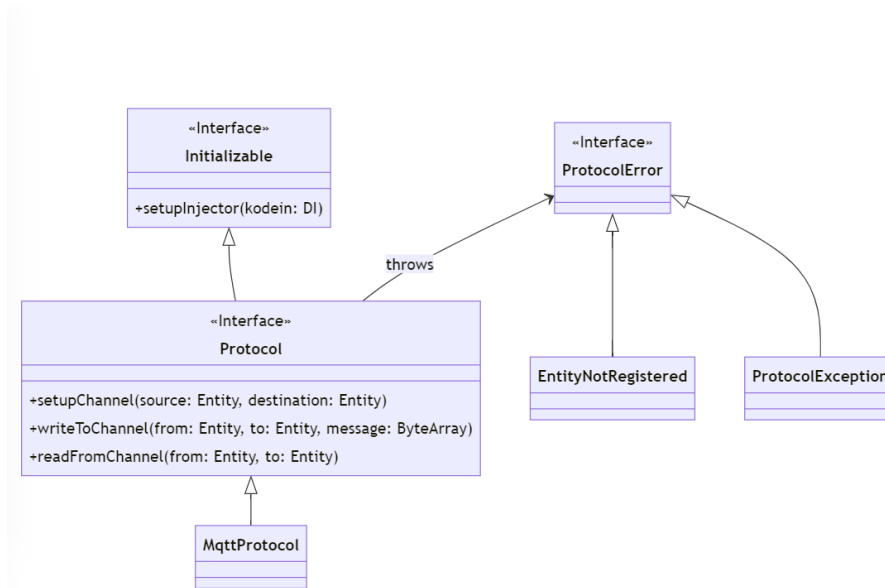 «Interface»
Initializable
+setupInjector(kodein: DI)
«Interface»
ProtocolError
throws
«Interface»
Protocol
+setupChannel(source: Entity, destination: Entity)
+writeToChannel(from: Entity, to: Entity, message: ByteArray)
+readFromChannel(from: Entity, to: Entity)
EntityNotRegistered
ProtocolException
MqttProtocol